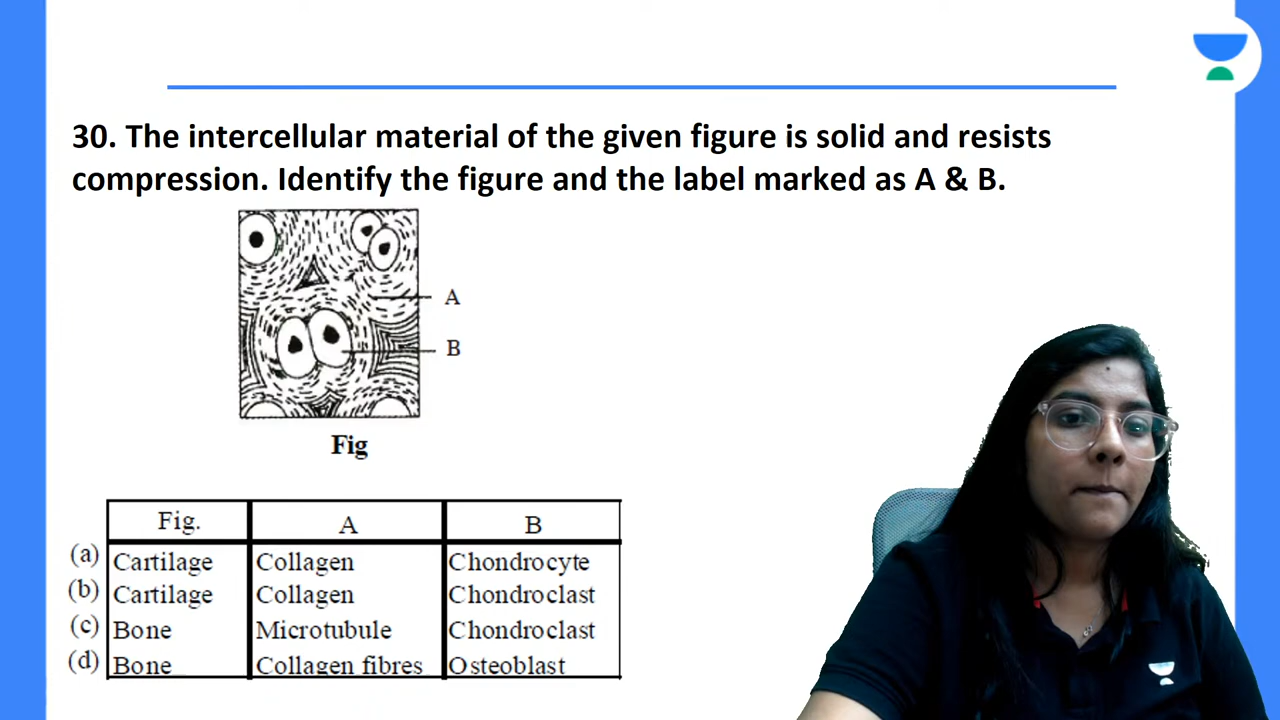 30. The intercellular material of the given figure is solid and resists
compression. Identify the figure and the label marked as A & B.
A
B
Fig
Fig. A B
(a) Cartilage Collagen Chondrocyte
(b) Cartilage Collagen Chondroclast
(c) Bone Microtubule Chondroclast
(d) Bone Collagen fibres Osteoblast